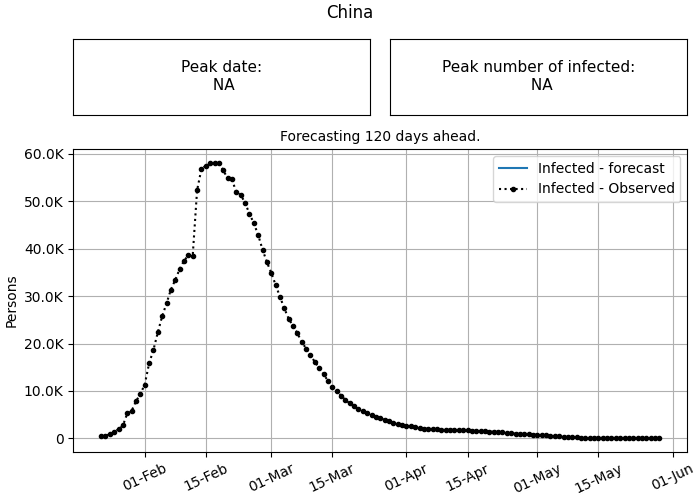 China
Peak date:
NA
Peak number of infected:
NA
Forecasting 120 days ahead.
Infected - forecast
Infected - Observed
Persons
60.0K
50.0K
40.0K
30.0K
20.0K
10.0K
0
01-Feb
15-Feb
01-Mar
15-Mar
01-Apr
15-Apr
01-May
15-May
01-Jun